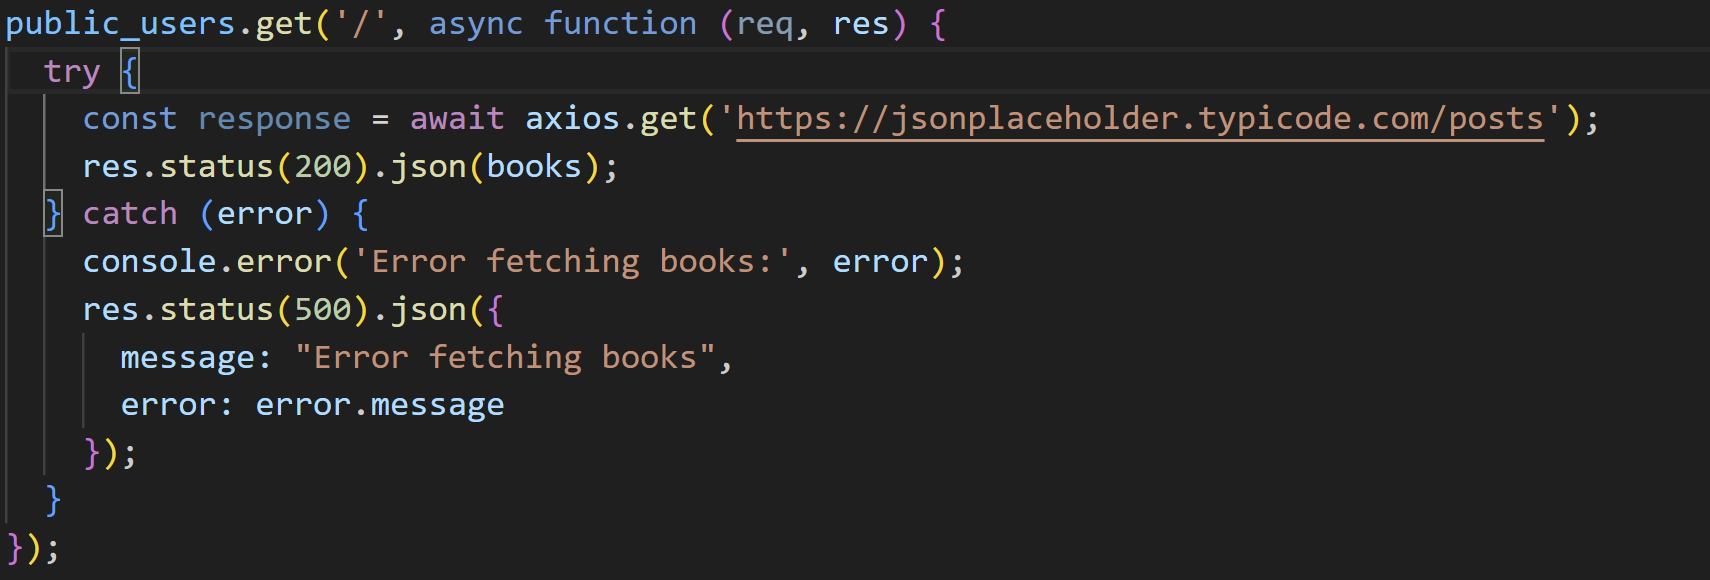 public_users.get('/', async function (req, res) {
  try {
    const response = await axios.get('https://jsonplaceholder.typicode.com/posts');
    res.status(200).json(books);
  } catch (error) {
    console.error('Error fetching books:', error);
    res.status(500).json({
      message: "Error fetching books",
      error: error.message
    });
  }
});